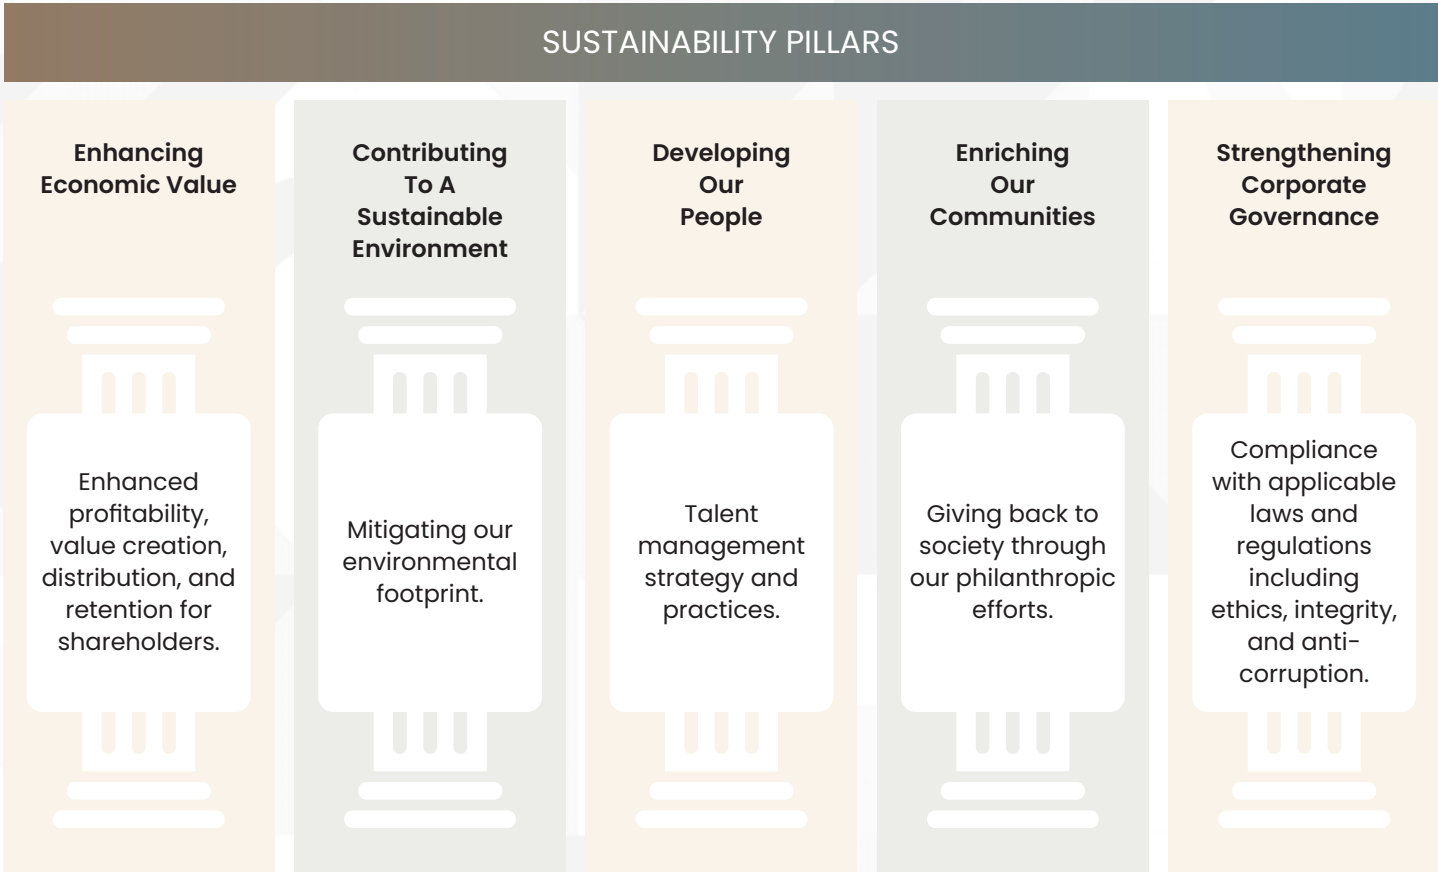 SUSTAINABILITY PILLARS
Enhancing
Economic Value
Enhanced
profitability,
value creation,
distribution, and
retention for
shareholders.
Contributing
To A
Sustainable
Environment
Mitigating our
environmental
footprint.
Developing
Our
People
Talent
management
strategy and
practices.
Enriching
Our
Communities
Giving back to
society through
our philanthropic
efforts.
Strengthening
Corporate
Governance
Compliance
with applicable
laws and
regulations
including
ethics, integrity,
and anti-
corruption.